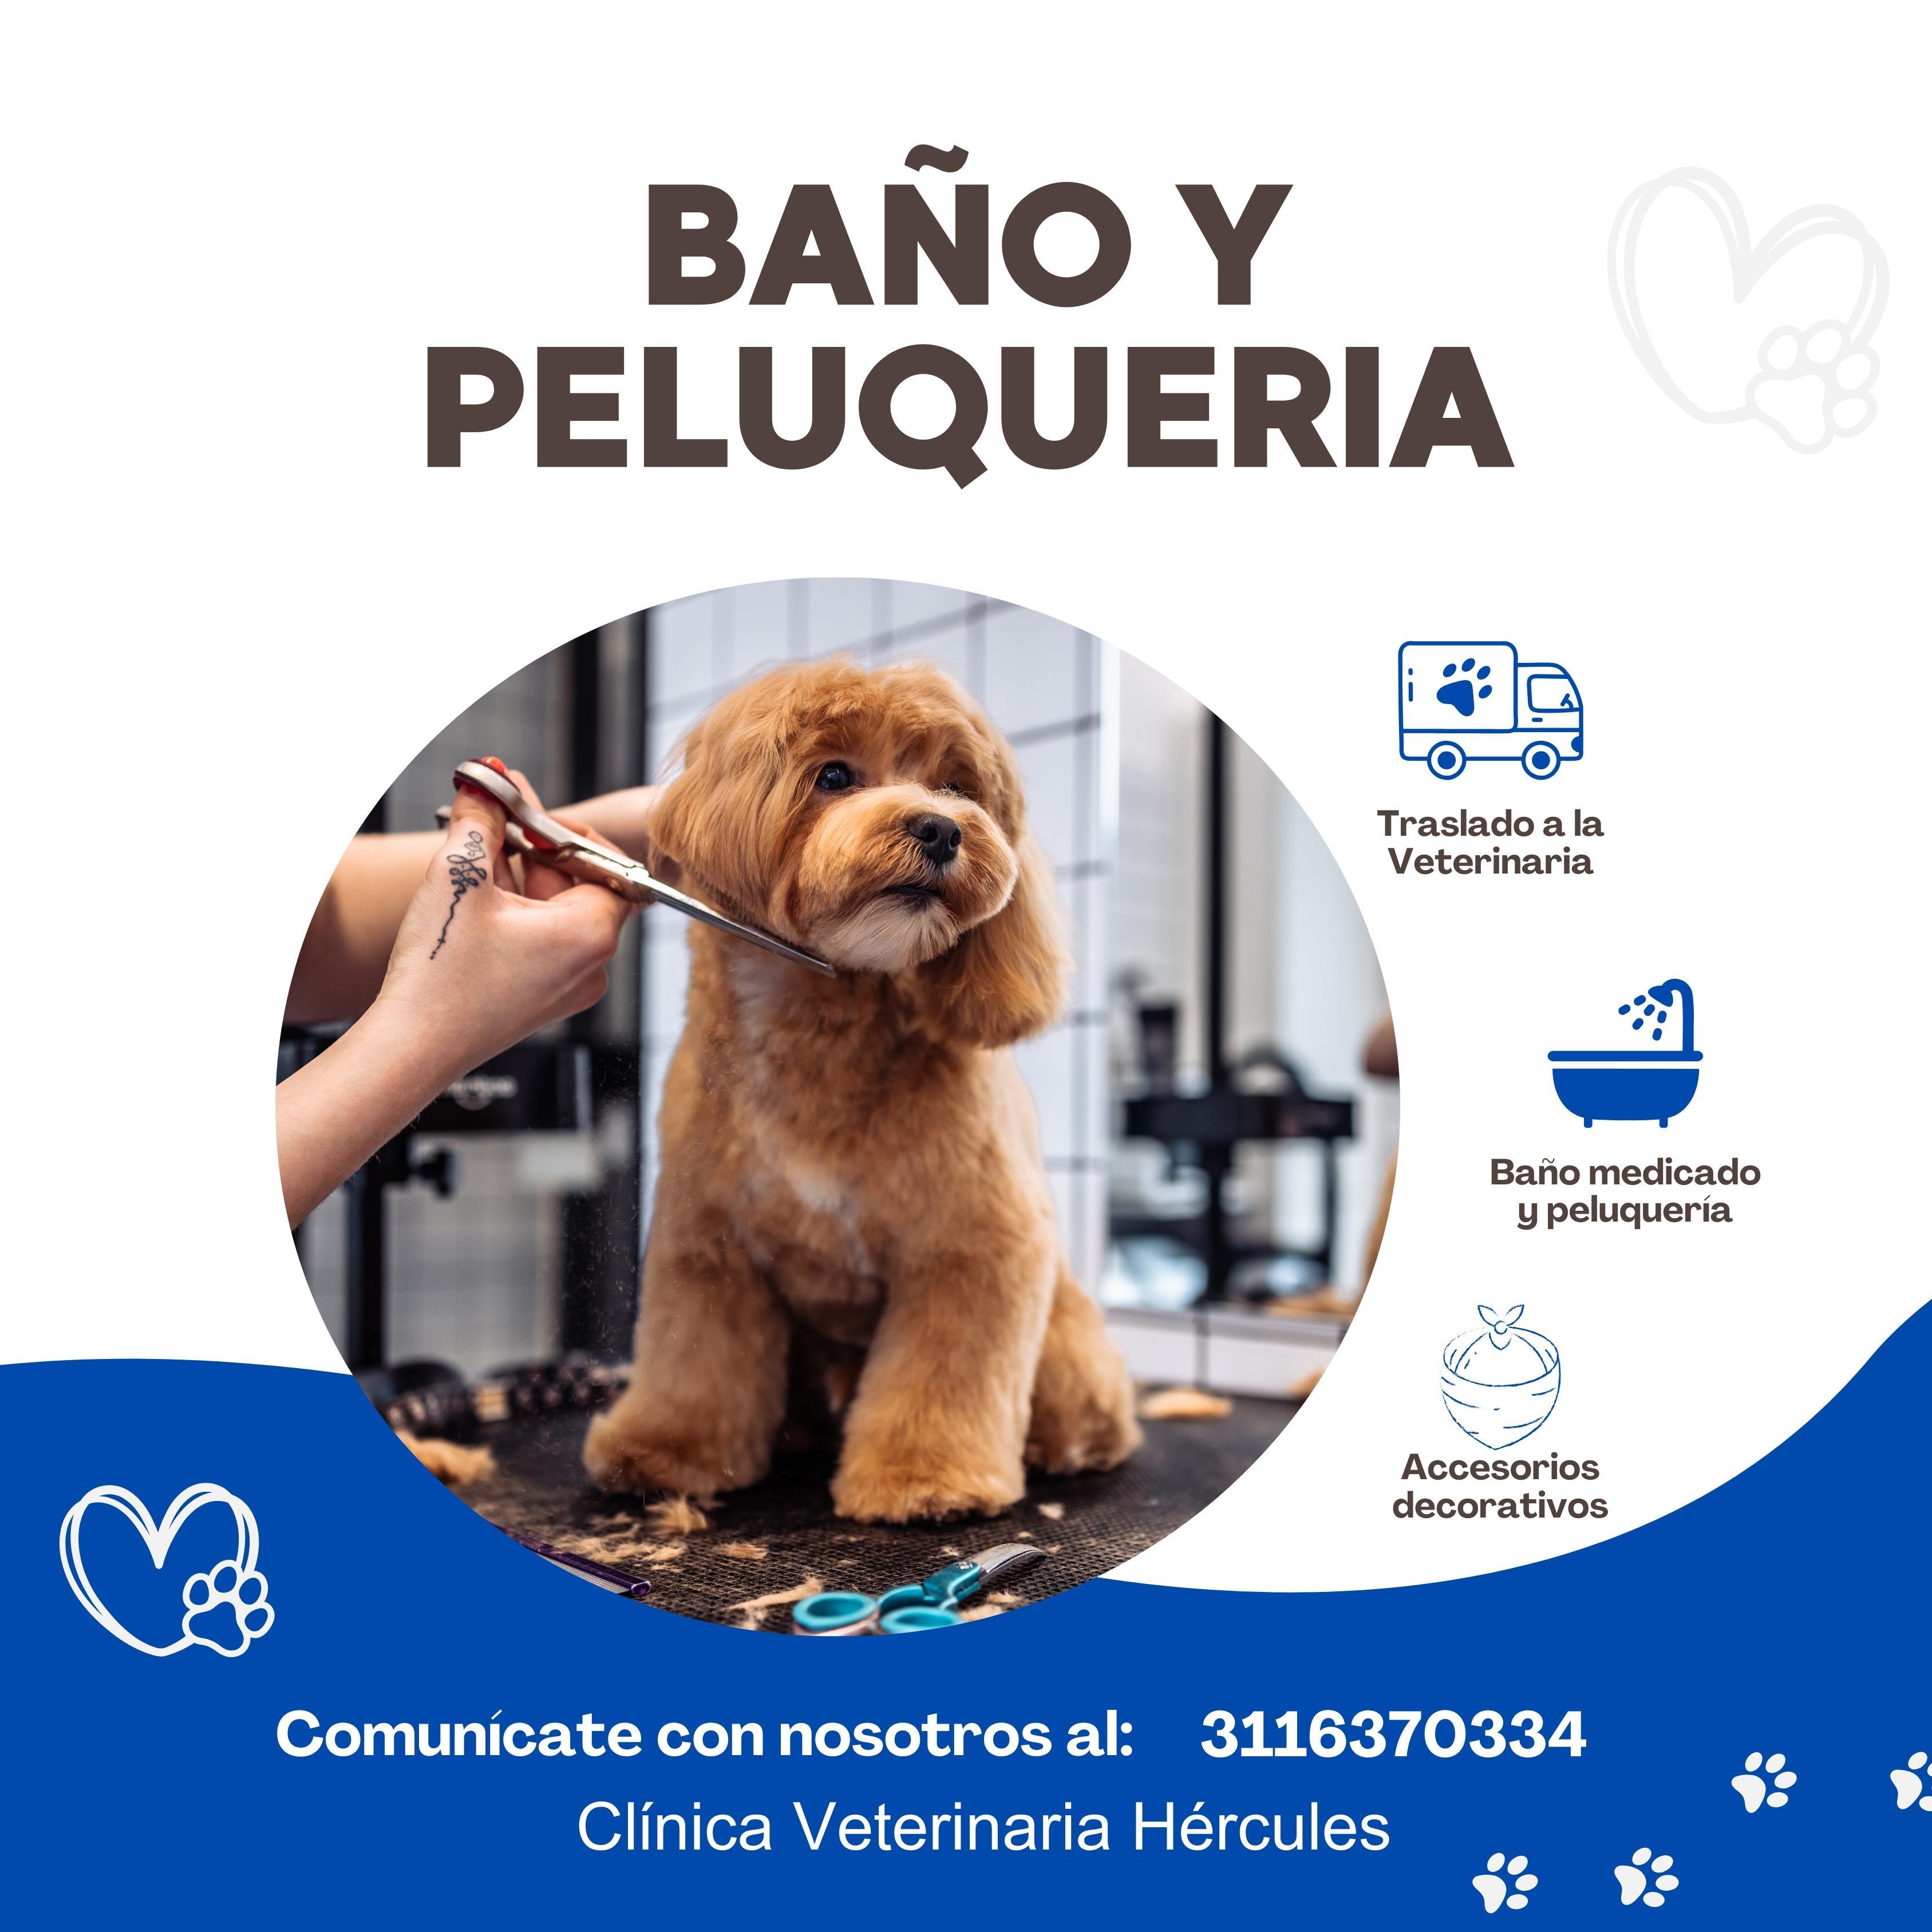 BAÑO Y
PELUQUERIA
Traslado a la
Veterinaria
Baño medicado
y peluquería
Accesorios
decorativos
Comunícate con nosotros al: 3116370334
Clínica Veterinaria Hércules